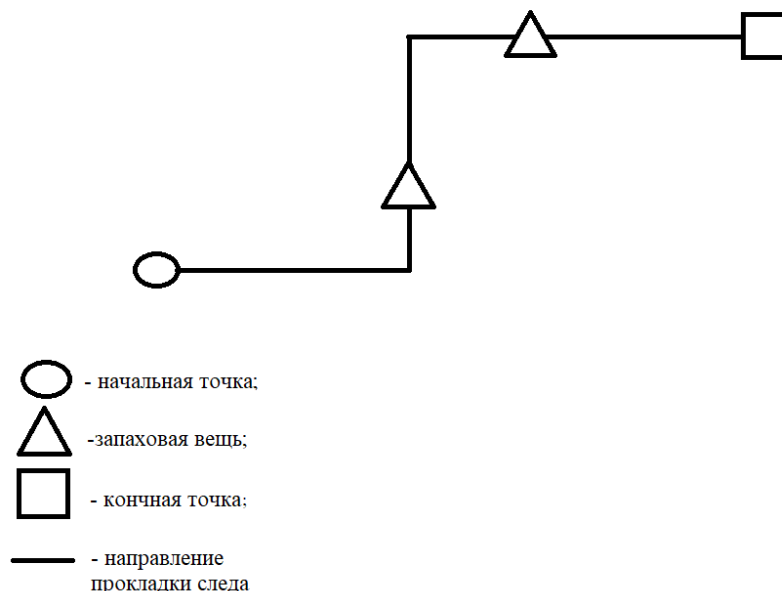 - начальная точка;
-запаховая вещь;
- кончная точка;
- направление
прокладки следа